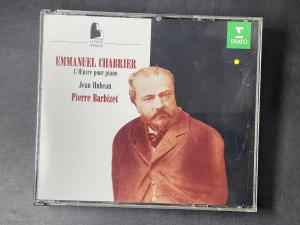 ERATO
EMMANUEL CHABRIER
L'Œuvre pour piano
Jean Hubeau
Pierre Barbizet